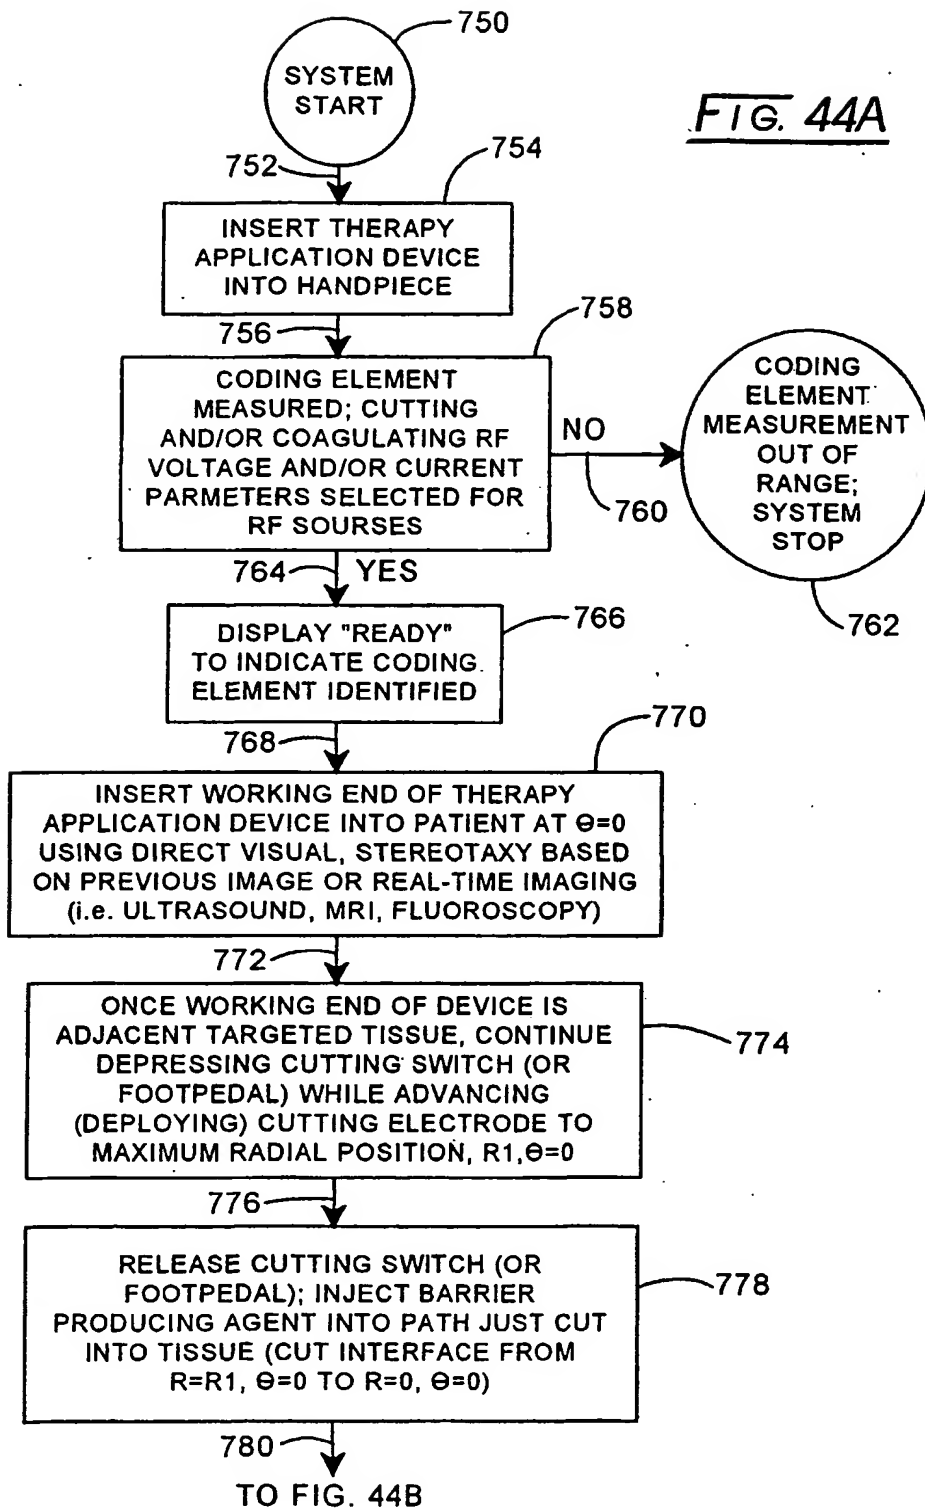 750
SYSTEM
START
FIG. 44A
752
754
INSERT THERAPY
APPLICATION DEVICE
INTO HANDPIECE
756
758
CODING ELEMENT
MEASURED; CUTTING
AND/OR COAGULATING RF
VOLTAGE AND/OR CURRENT
PARMETERS SELECTED FOR
RF SOURSES
NO
760
CODING
ELEMENT
MEASUREMENT
OUT OF
RANGE;
SYSTEM
STOP
762
764
YES
766
DISPLAY "READY"
TO INDICATE CODING
ELEMENT IDENTIFIED
768
770
INSERT WORKING END OF THERAPY
APPLICATION DEVICE INTO PATIENT AT Θ=0
USING DIRECT VISUAL, STEREOTAXY BASED
ON PREVIOUS IMAGE OR REAL-TIME IMAGING
(i.e. ULTRASOUND, MRI, FLUOROSCOPY)
772
ONCE WORKING END OF DEVICE IS
ADJACENT TARGETED TISSUE, CONTINUE
DEPRESSING CUTTING SWITCH (OR
FOOTPEDAL) WHILE ADVANCING
(DEPLOYING) CUTTING ELECTRODE TO
MAXIMUM RADIAL POSITION, R1,Θ=0
774
776
RELEASE CUTTING SWITCH (OR
FOOTPEDAL); INJECT BARRIER
PRODUCING AGENT INTO PATH JUST CUT
INTO TISSUE (CUT INTERFACE FROM
R=R1, Θ=0 TO R=0, Θ=0)
778
780
TO FIG. 44B